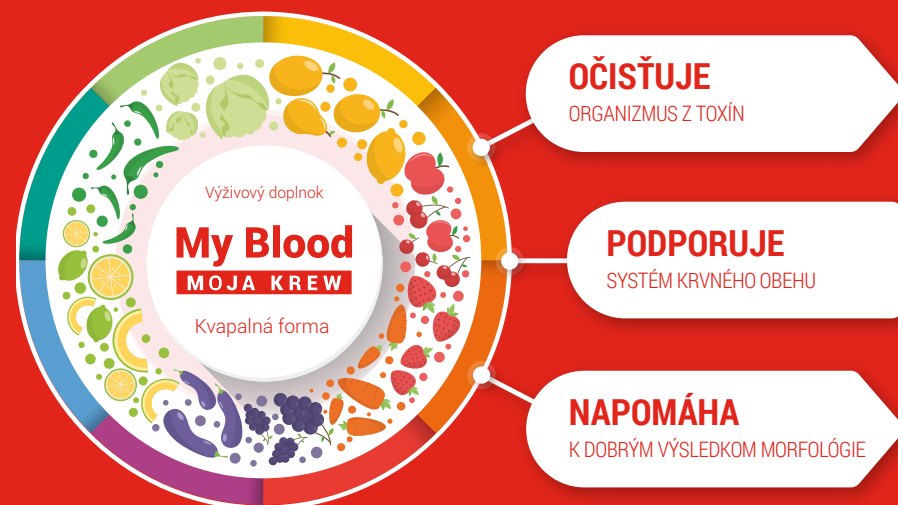 Výživový doplnok
My Blood
MOJA KREW
Kvapalná forma
OČISŤUJE
ORGANIZMUS Z TOXÍN
PODPORUJE
SYSTÉM KRVNÉHO OBEHU
NAPOMÁHA
K DOBRÝM VÝSLEDKOM MORFOLÓGIE